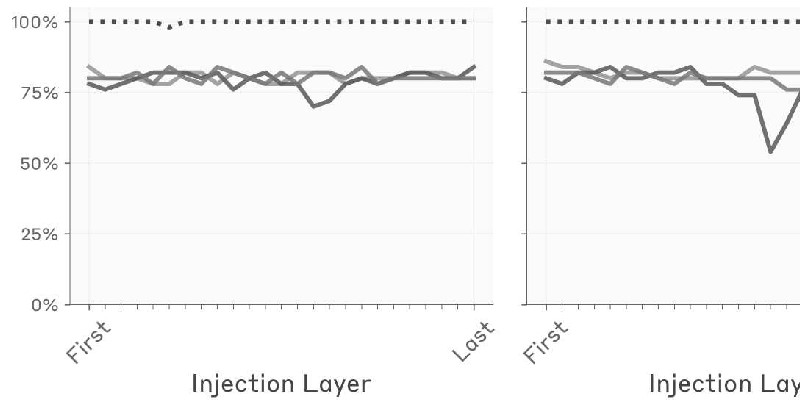 100%
75%
50%
25%
0%
First
Last
First
Injection Layer
Injection Lay